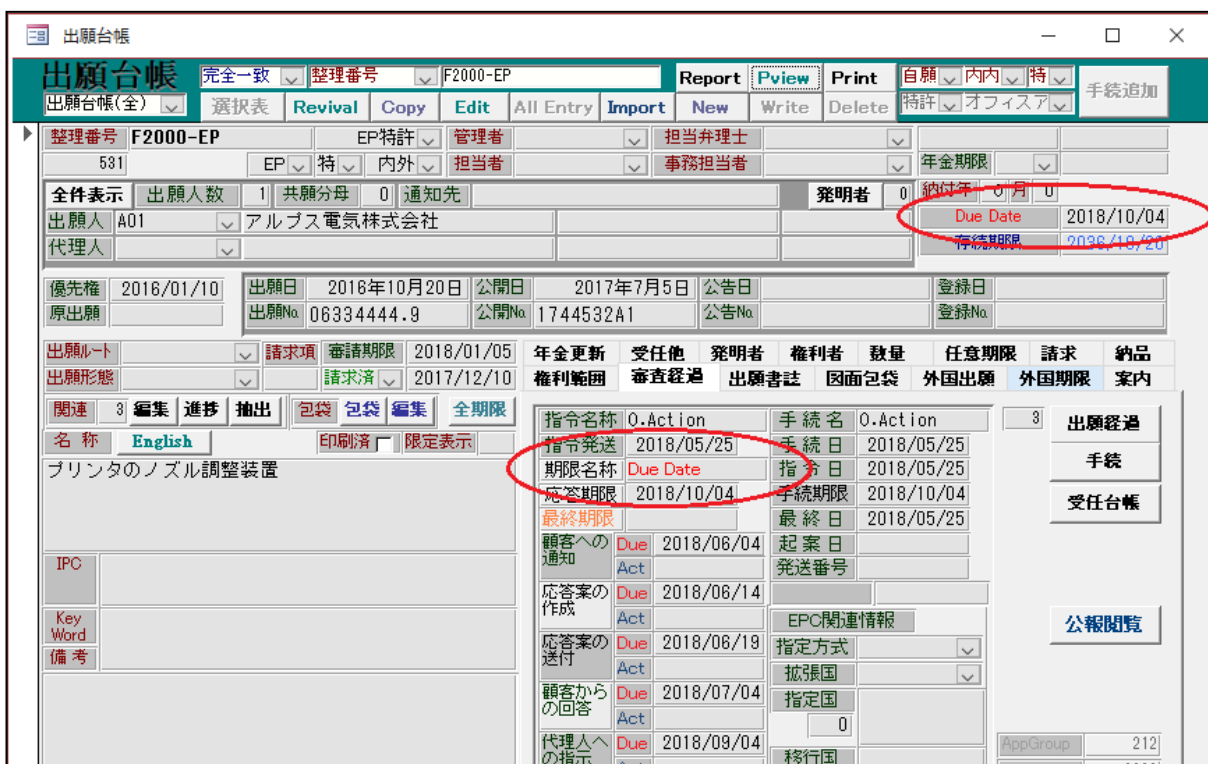 出願台帳
出願台帳 完全一致 整理番号 F2000-EP Report Pview Print 自願 内内 特 手続追加
出願台帳(全) 選択表 Revival Copy Edit All Entry Import New Write Delete 特許 オフィスア
整理番号 F2000-EP EP特許 管理者 担当弁理士
531 EP 特 内外 担当者 事務担当者 年金期限
全件表示 出願人数 1 共願分母 0 通知先 発明者 0 納付年 0 月 0
出願人 A01 アルプス電気株式会社 Due Date 2018/10/04
代理人 存続期限 2036/10/20
優先権 2016/01/10 出願日 2016年10月20日 公開日 2017年7月5日 公告日 登録日
原出願 出願No. 06334444.9 公開No. 1744532A1 公告No. 登録No.
出願ルート 請求項 審請期限 2018/01/05 年金更新 受任他 発明者 権利者 数量 任意期限 請求 納品
出願形態 請求済 2017/12/10 権利範囲 審査経過 出願書誌 図面包袋 外国出願 外国期限 案内
関連 3 編集 進捗 抽出 包袋 包袋 編集 全期限 指令名称 O.Action 手続名 O.Action 3 出願経過
名称 English 印刷済 限定表示 指令発送 2018/05/25 手続日 2018/05/25
プリンタのノズル調整装置 期限名称 Due Date 指令日 2018/05/25 手続
応答期限 2018/10/04 手続期限 2018/10/04 受任台帳
最終期限 最終日 2018/05/25
顧客への通知 Due 2018/06/04 起案日
IPC Act 発送番号
応答案の作成 Due 2018/06/14
Key Word Act EPC関連情報 公報閲覧
備考 応答案の送付 Due 2018/06/19 指定方式
Act 拡張国
顧客からの回答 Due 2018/07/04 指定国
Act 0
代理人への指示 Due 2018/09/04 移行国 AppGroup 212